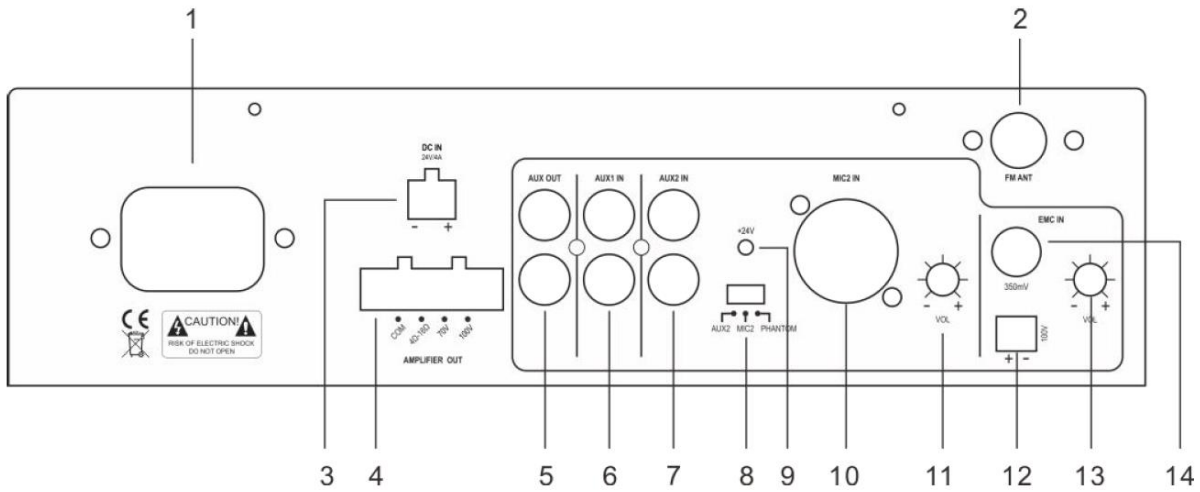 1
2
DC IN
24V/4A
- +
COM
4Ω-16Ω
70V
100V
AMPLIFIER OUT
CE
CAUTION!
RISK OF ELECTRIC SHOCK
DO NOT OPEN
AUX OUT
AUX1 IN
AUX2 IN
MIC2 IN
FM ANT
EMC IN
+24V
AUX2 MIC2 PHANTOM
- +
VOL
350mV
100V
+ -
- +
VOL
3 4 5 6 7 8 9 10 11 12 13 14